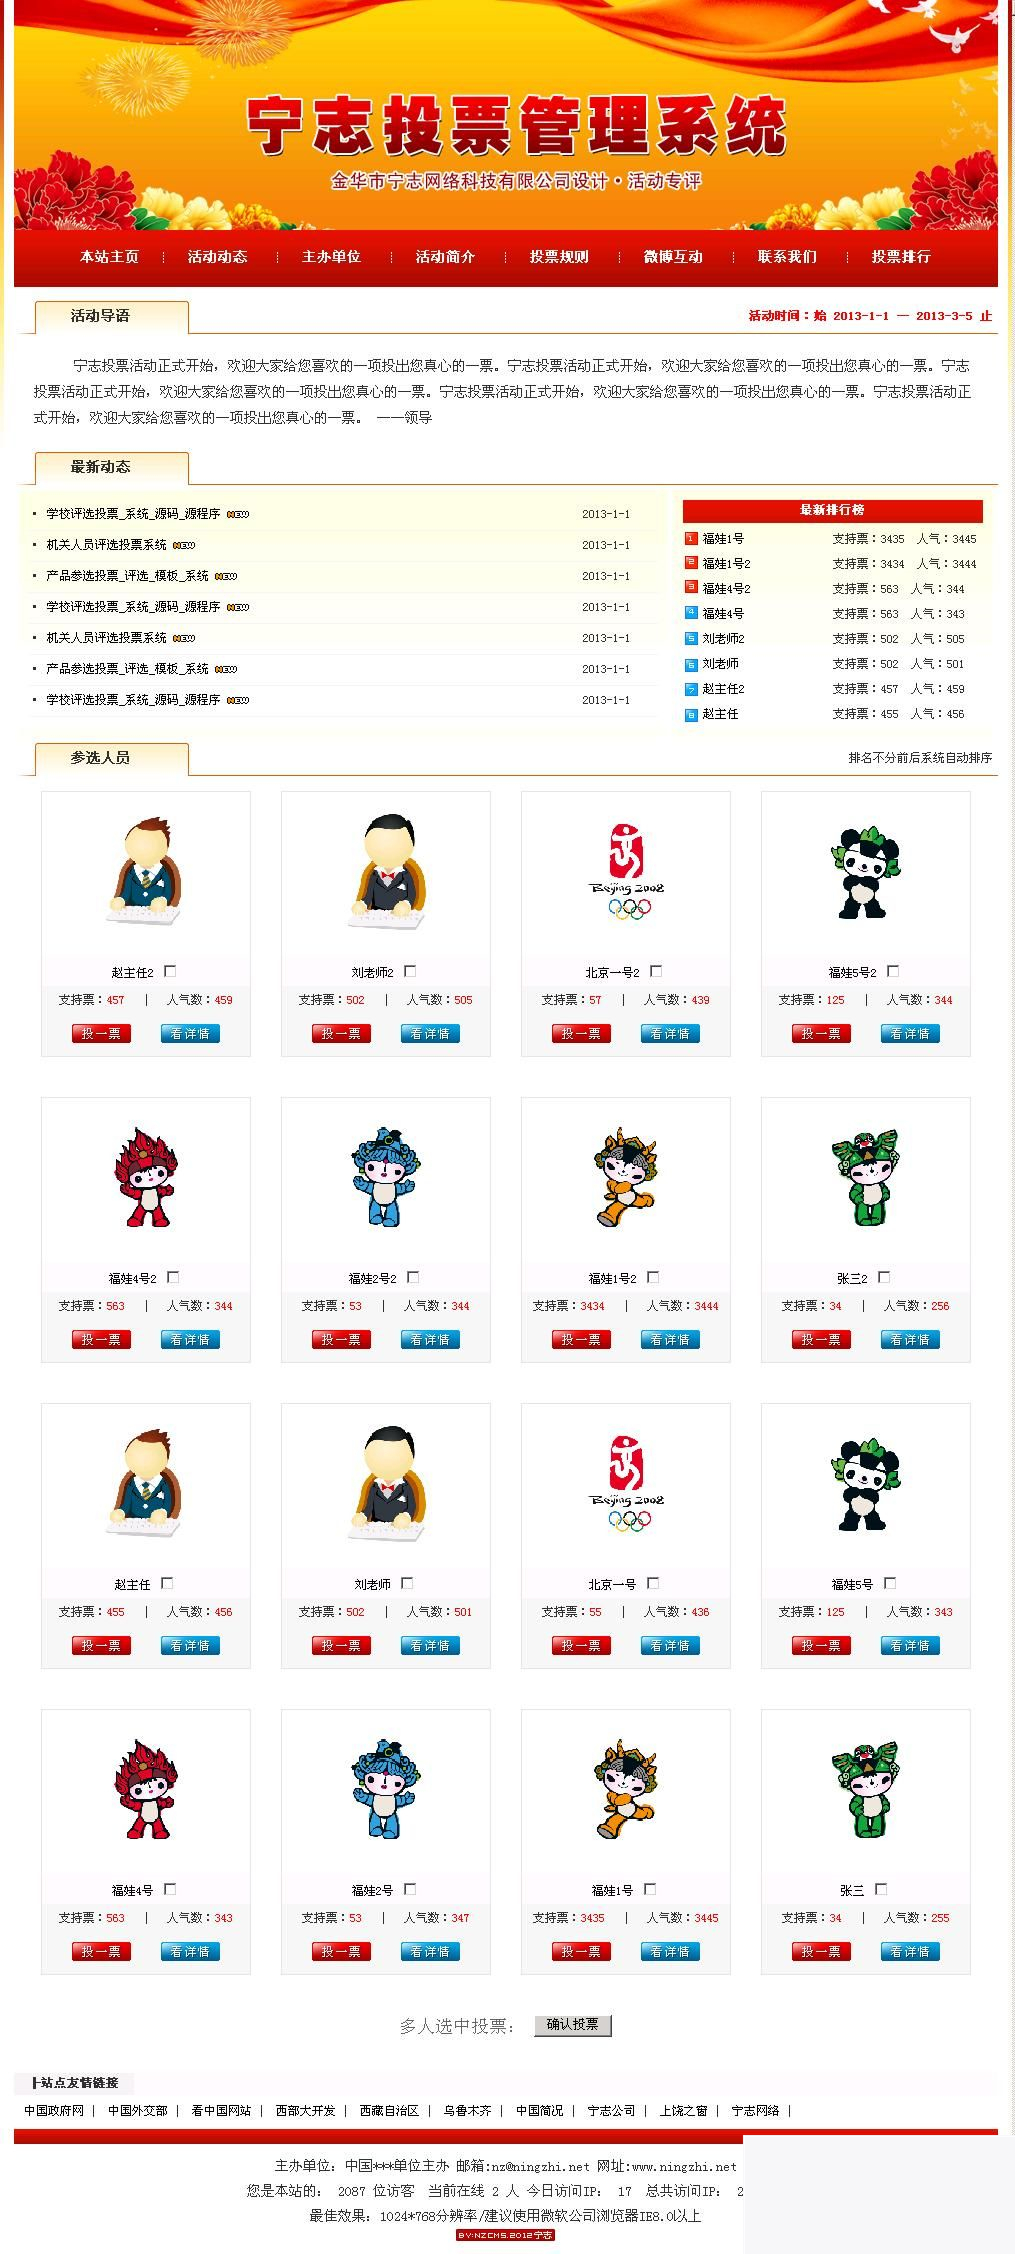 宁志投票管理系统
金华市宁志网络科技有限公司设计·活动专评
本站主页 活动动态 主办单位 活动简介 投票规则 微博互动 联系我们 投票排行
活动导语 活动时间：始 2013-1-1 — 2013-3-5 止
宁志投票活动正式开始，欢迎大家给您喜欢的一项投出您真心的一票。宁志投票活动正式开始，欢迎大家给您喜欢的一项投出您真心的一票。宁志
投票活动正式开始，欢迎大家给您喜欢的一项投出您真心的一票。宁志投票活动正式开始，欢迎大家给您喜欢的一项投出您真心的一票。宁志投票活动正
式开始，欢迎大家给您喜欢的一项投出您真心的一票。 ——领导
最新动态
学校评选投票_系统_源码_源程序 NEW 2013-1-1
机关人员评选投票系统 NEW 2013-1-1
产品参选投票_评选_模板_系统 NEW 2013-1-1
学校评选投票_系统_源码_源程序 NEW 2013-1-1
机关人员评选投票系统 NEW 2013-1-1
产品参选投票_评选_模板_系统 NEW 2013-1-1
学校评选投票_系统_源码_源程序 NEW 2013-1-1
最新排行榜
1 福娃1号 支持票：3435 人气：3445
2 福娃1号2 支持票：3434 人气：3444
3 福娃4号2 支持票：563 人气：344
4 福娃4号 支持票：563 人气：343
5 刘老师2 支持票：502 人气：505
6 刘老师 支持票：502 人气：501
7 赵主任2 支持票：457 人气：459
8 赵主任 支持票：455 人气：456
参选人员 排名不分前后系统自动排序
Beijing 2008
赵主任2 刘老师2 北京一号2 福娃5号2
支持票：457 | 人气数：459 支持票：502 | 人气数：505 支持票：57 | 人气数：439 支持票：125 | 人气数：344
投一票 看详情 投一票 看详情 投一票 看详情 投一票 看详情
福娃4号2 福娃2号2 福娃1号2 张三2
支持票：563 | 人气数：344 支持票：53 | 人气数：344 支持票：3434 | 人气数：3444 支持票：34 | 人气数：256
投一票 看详情 投一票 看详情 投一票 看详情 投一票 看详情
Beijing 2008
赵主任 刘老师 北京一号 福娃5号
支持票：455 | 人气数：456 支持票：502 | 人气数：501 支持票：55 | 人气数：436 支持票：125 | 人气数：343
投一票 看详情 投一票 看详情 投一票 看详情 投一票 看详情
福娃4号 福娃2号 福娃1号 张三
支持票：563 | 人气数：343 支持票：53 | 人气数：347 支持票：3435 | 人气数：3445 支持票：34 | 人气数：255
投一票 看详情 投一票 看详情 投一票 看详情 投一票 看详情
多人选中投票： 确认投票
┣站点友情链接
中国政府网 | 中国外交部 | 看中国网站 | 西部大开发 | 西藏自治区 | 乌鲁木齐 | 中国简况 | 宁志公司 | 上饶之窗 | 宁志网络 |
主办单位：中国***单位主办 邮箱:nz@ningzhi.net 网址:www.ningzhi.net
您是本站的： 2087 位访客 当前在线 2 人 今日访问IP： 17 总共访问IP： 2
最佳效果：1024*768分辨率/建议使用微软公司浏览器IE8.0以上
BY:NZCMS.2012宁志